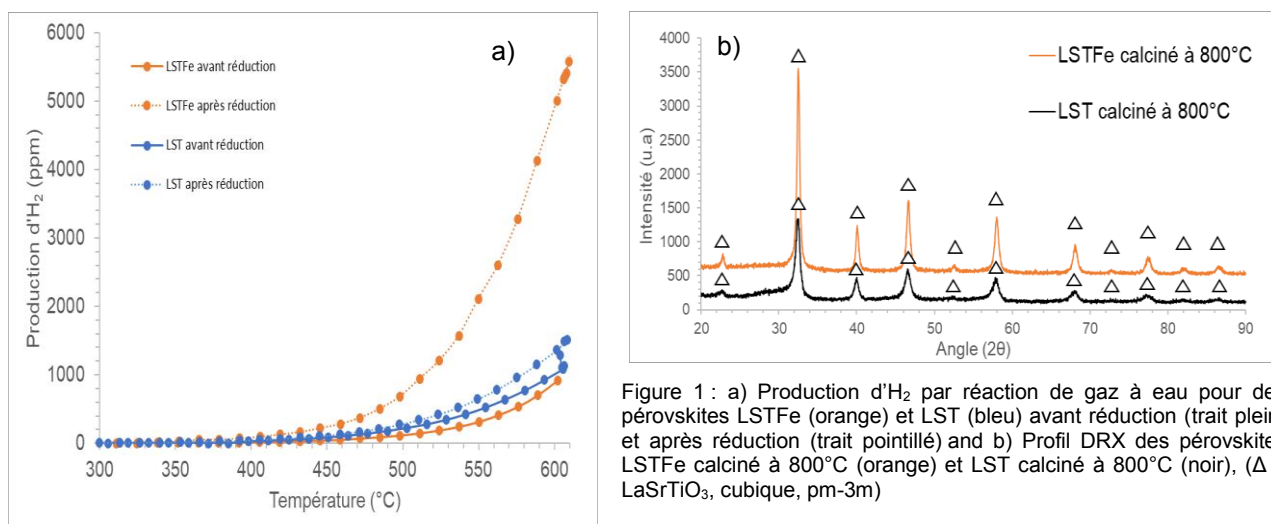 a)
6000
5000
4000
3000
2000
1000
0
Production d'H₂ (ppm)
LSTFe avant réduction
LSTFe après réduction
LST avant réduction
LST après réduction
300 350 400 450 500 550 600
Température (°C)
b)
4000
3500
3000
2500
2000
1500
1000
500
0
Intensité (u.a)
LSTFe calciné à 800°C
LST calciné à 800°C
20 30 40 50 60 70 80 90
Angle (2θ)
Figure 1 : a) Production d'H₂ par réaction de gaz à eau pour de
pérovskites LSTFe (orange) et LST (bleu) avant réduction (trait plein
et après réduction (trait pointillé) and b) Profil DRX des pérovskite
LSTFe calciné à 800°C (orange) et LST calciné à 800°C (noir), (Δ
LaSrTiO₃, cubique, pm-3m)